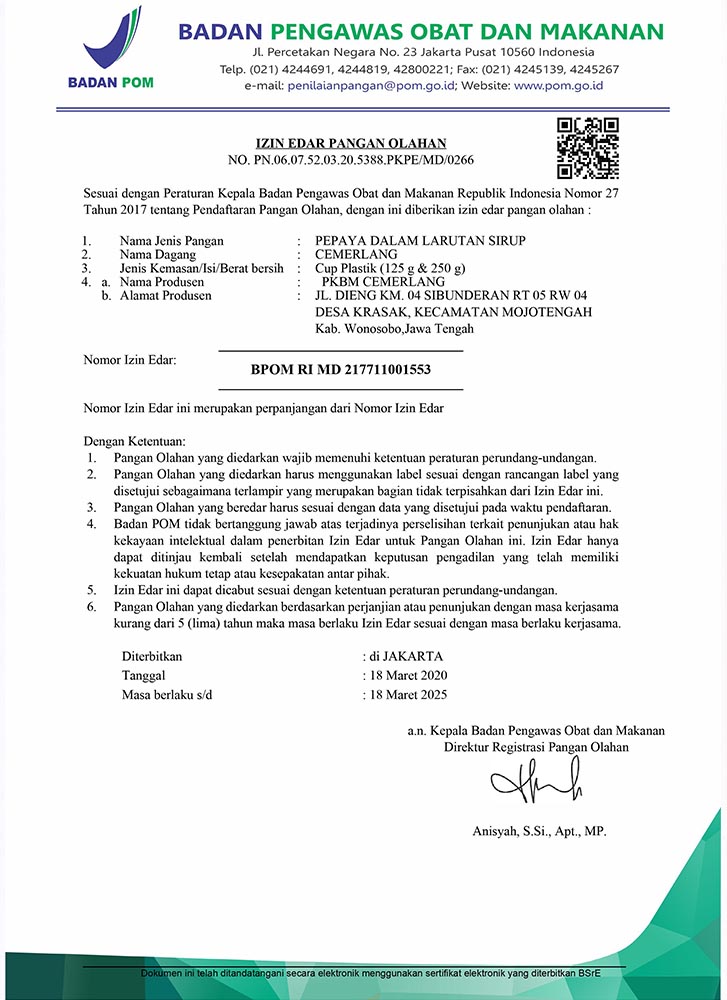 BADAN POM
BADAN PENGAWAS OBAT DAN MAKANAN
Jl. Percetakan Negara No. 23 Jakarta Pusat 10560 Indonesia
Telp. (021) 4244691, 4244819, 42800221; Fax: (021) 4245139, 4245267
e-mail: penilaianpangan@pom.go.id; Website: www.pom.go.id
IZIN EDAR PANGAN OLAHAN
NO. PN.06.07.52.03.20.5388.PKPE/MD/0266
Sesuai dengan Peraturan Kepala Badan Pengawas Obat dan Makanan Republik Indonesia Nomor 27
Tahun 2017 tentang Pendaftaran Pangan Olahan, dengan ini diberikan izin edar pangan olahan :
1. Nama Jenis Pangan : PEPAYA DALAM LARUTAN SIRUP
2. Nama Dagang : CEMERLANG
3. Jenis Kemasan/Isi/Berat bersih : Cup Plastik (125 g & 250 g)
4. a. Nama Produsen : PKBM CEMERLANG
b. Alamat Produsen : JL. DIENG KM. 04 SIBUNDERAN RT 05 RW 04
DESA KRASAK, KECAMATAN MOJOTENGAH
Kab. Wonosobo,Jawa Tengah
Nomor Izin Edar:
BPOM RI MD 217711001553
Nomor Izin Edar ini merupakan perpanjangan dari Nomor Izin Edar
Dengan Ketentuan:
1. Pangan Olahan yang diedarkan wajib memenuhi ketentuan peraturan perundang-undangan.
2. Pangan Olahan yang diedarkan harus menggunakan label sesuai dengan rancangan label yang
disetujui sebagaimana terlampir yang merupakan bagian tidak terpisahkan dari Izin Edar ini.
3. Pangan Olahan yang beredar harus sesuai dengan data yang disetujui pada waktu pendaftaran.
4. Badan POM tidak bertanggung jawab atas terjadinya perselisihan terkait penunjukan atau hak
kekayaan intelektual dalam penerbitan Izin Edar untuk Pangan Olahan ini. Izin Edar hanya
dapat ditinjau kembali setelah mendapatkan keputusan pengadilan yang telah memiliki
kekuatan hukum tetap atau kesepakatan antar pihak.
5. Izin Edar ini dapat dicabut sesuai dengan ketentuan peraturan perundang-undangan.
6. Pangan Olahan yang diedarkan berdasarkan perjanjian atau penunjukan dengan masa kerjasama
kurang dari 5 (lima) tahun maka masa berlaku Izin Edar sesuai dengan masa berlaku kerjasama.
Diterbitkan : di JAKARTA
Tanggal : 18 Maret 2020
Masa berlaku s/d : 18 Maret 2025
a.n. Kepala Badan Pengawas Obat dan Makanan
Direktur Registrasi Pangan Olahan
Anisyah, S.Si., Apt., MP.
Dokumen ini telah ditandatangani secara elektronik menggunakan sertifikat elektronik yang diterbitkan BSrE